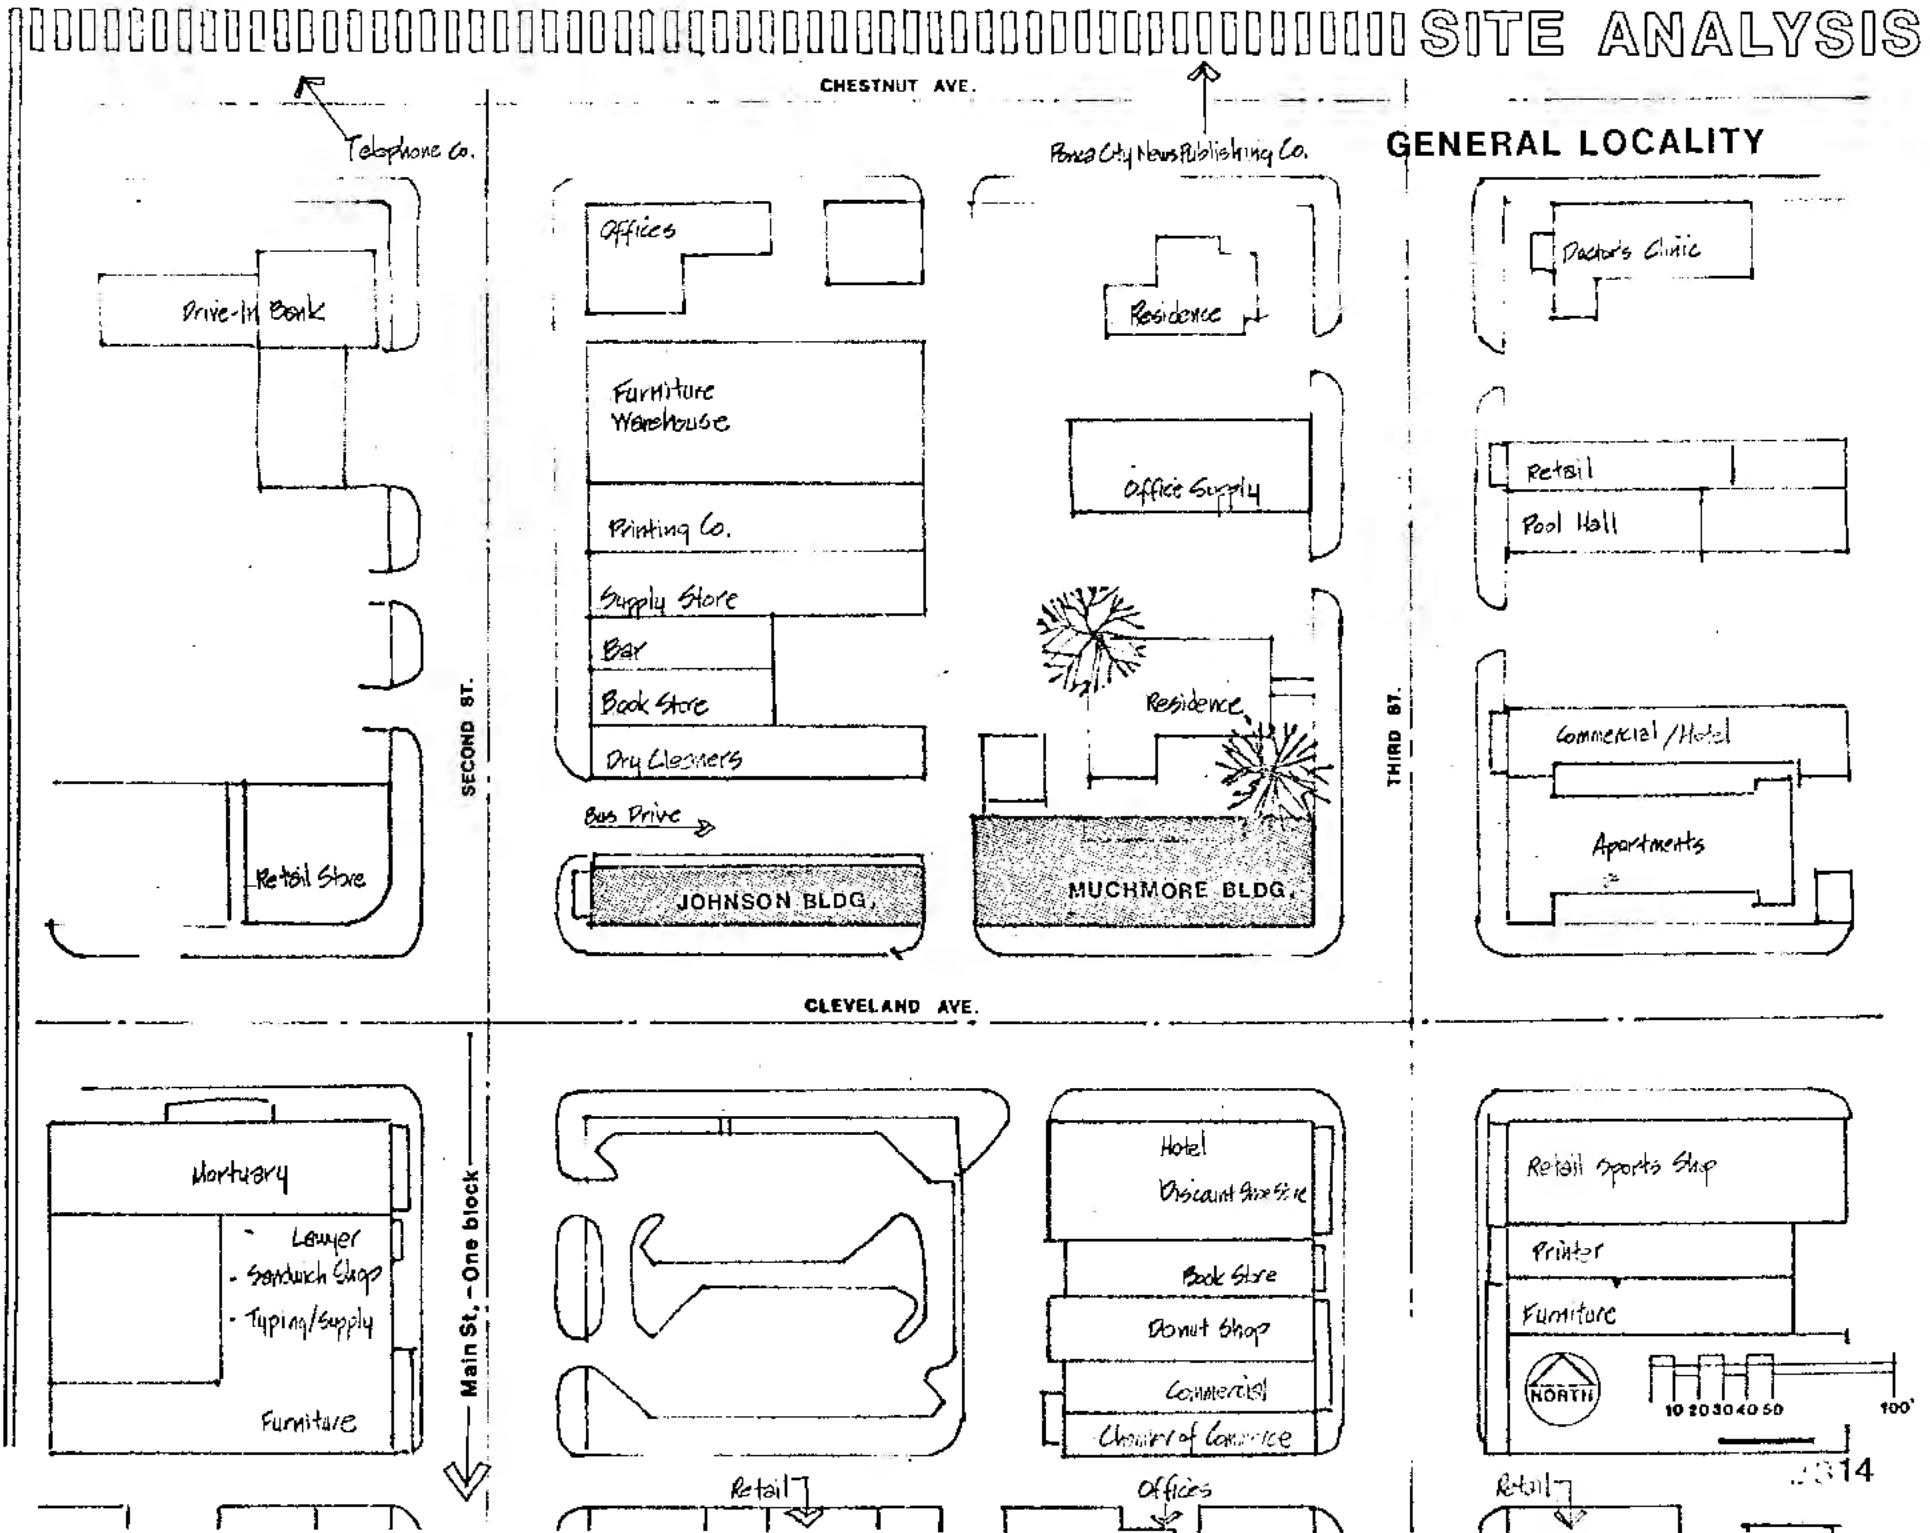 SITE ANALYSIS
CHESTNUT AVE.
GENERAL LOCALITY
Telephone Co.
Ponca City News Publishing Co.
Offices
Doctor's Clinic
Drive-In Bank
Residence
Furniture
Warehouse
Office Supply
Retail
Printing Co.
Pool Hall
Supply Store
Bar
Book Store
Residence
SECOND ST.
THIRD ST.
Commercial/Hotel
Dry Cleaners
Bus Drive
Apartments
Retail Store
JOHNSON BLDG.
MUCHMORE BLDG.
CLEVELAND AVE.
Main St. - One block
Mortuary
Hotel
Discount Shoe Store
Retail Sports Shop
- Lawyer
- Sandwich Shop
- Typing/Supply
Book Store
Printer
Donut Shop
Furniture
Commercial
NORTH
10 20 30 40 50 100'
Furniture
Chamber of Commerce
Retail
Offices
Retail
314